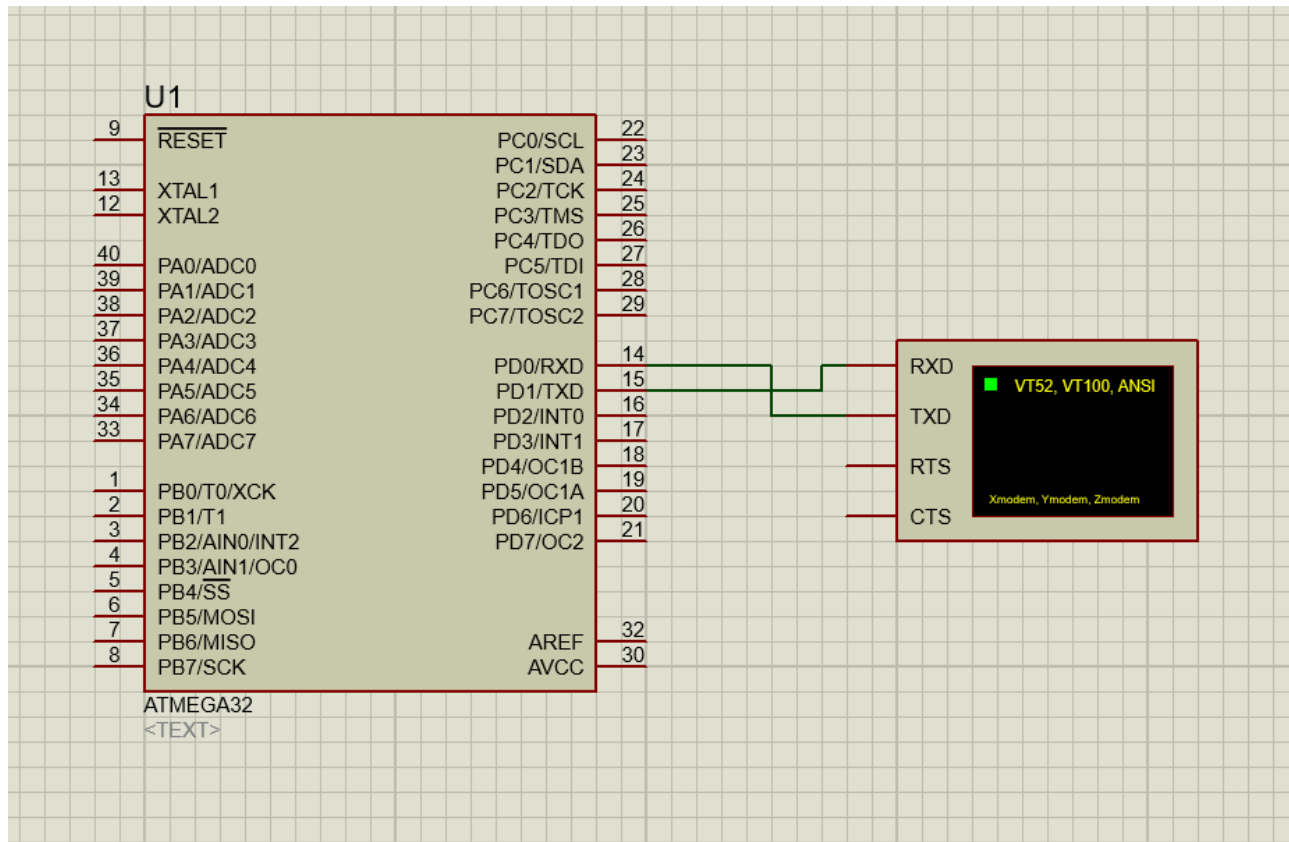 U1
9 RESET
13 XTAL1
12 XTAL2
40 PA0/ADC0
39 PA1/ADC1
38 PA2/ADC2
37 PA3/ADC3
36 PA4/ADC4
35 PA5/ADC5
34 PA6/ADC6
33 PA7/ADC7
1 PB0/T0/XCK
2 PB1/T1
3 PB2/AIN0/INT2
4 PB3/AIN1/OC0
5 PB4/SS
6 PB5/MOSI
7 PB6/MISO
8 PB7/SCK
PC0/SCL 22
PC1/SDA 23
PC2/TCK 24
PC3/TMS 25
PC4/TDO 26
PC5/TDI 27
PC6/TOSC1 28
PC7/TOSC2 29
PD0/RXD 14
PD1/TXD 15
PD2/INT0 16
PD3/INT1 17
PD4/OC1B 18
PD5/OC1A 19
PD6/ICP1 20
PD7/OC2 21
AREF 32
AVCC 30
ATMEGA32
<TEXT>
RXD
TXD
RTS
CTS
VT52, VT100, ANSI
Xmodem, Ymodem, Zmodem